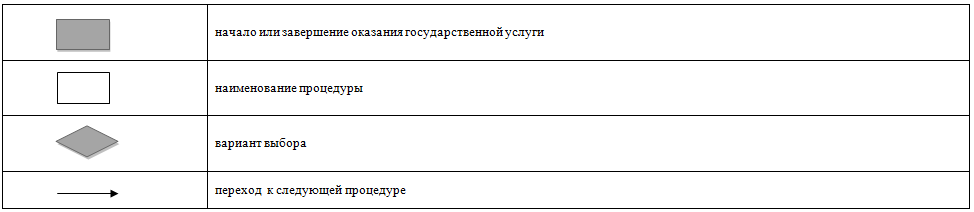 начало или завершение оказания государственной услуги
наименование процедуры
вариант выбора
переход к следующей процедуре